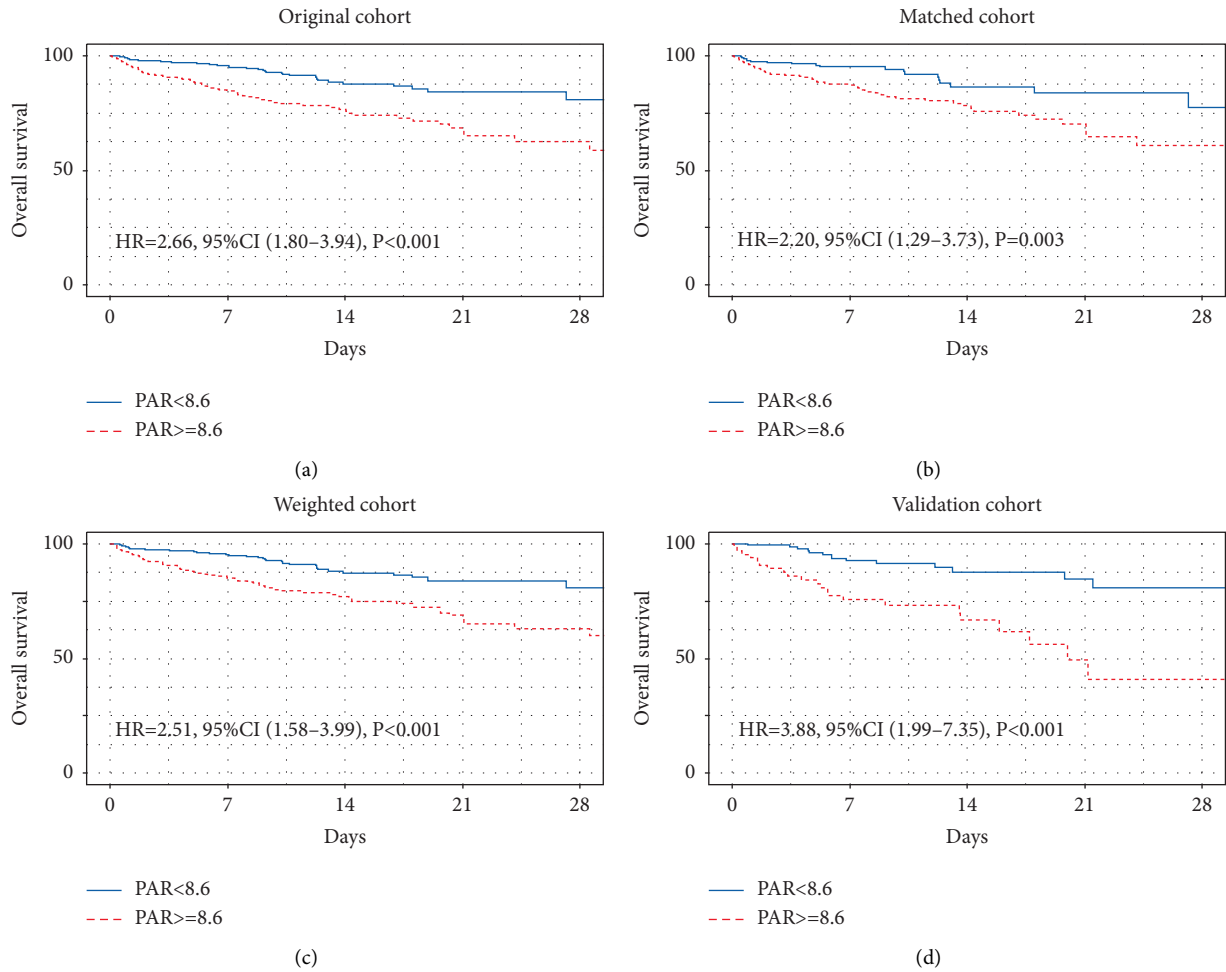 Original cohort
100
50
0
Overall survival
HR=2.66, 95%CI (1.80–3.94), P<0.001
0 7 14 21 28
Days
PAR<8.6
PAR>=8.6
(a)
Matched cohort
100
50
0
Overall survival
HR=2.20, 95%CI (1.29–3.73), P=0.003
0 7 14 21 28
Days
PAR<8.6
PAR>=8.6
(b)
Weighted cohort
100
50
0
Overall survival
HR=2.51, 95%CI (1.58–3.99), P<0.001
0 7 14 21 28
Days
PAR<8.6
PAR>=8.6
(c)
Validation cohort
100
50
0
Overall survival
HR=3.88, 95%CI (1.99–7.35), P<0.001
0 7 14 21 28
Days
PAR<8.6
PAR>=8.6
(d)